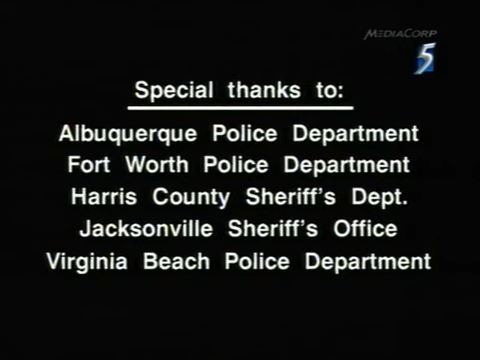 MEDIACORP
5
Special thanks to:
Albuquerque Police Department
Fort Worth Police Department
Harris County Sheriff's Dept.
Jacksonville Sheriff's Office
Virginia Beach Police Department